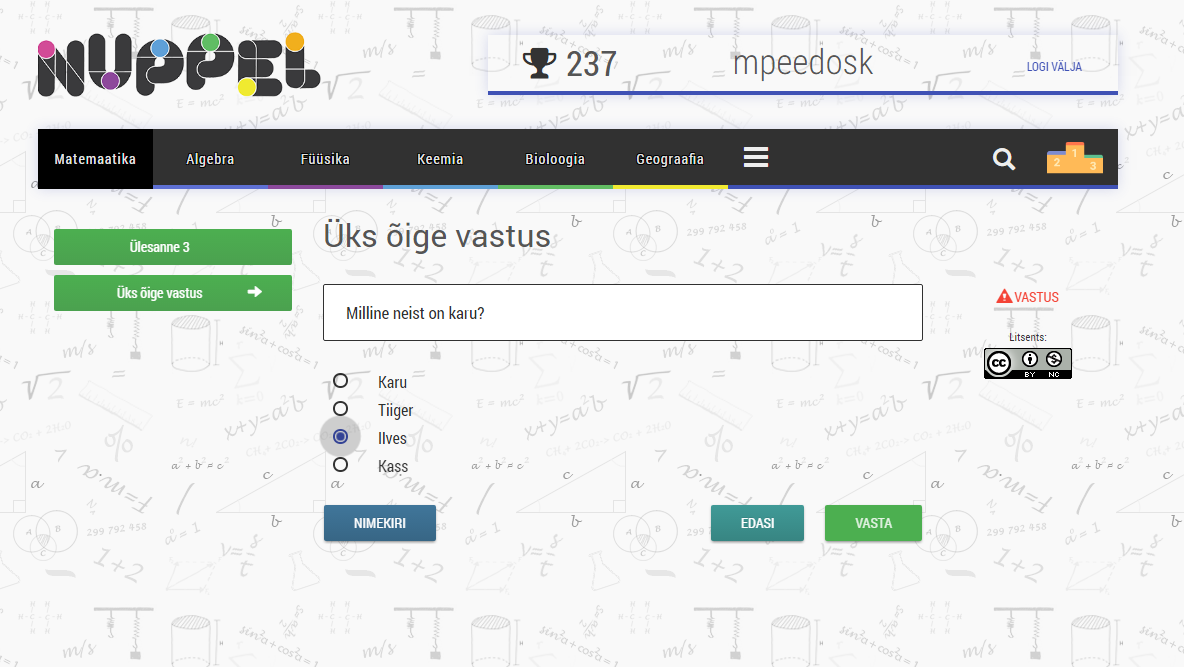 NUPPEL
237
mpeedosk
LOGI VÄLJA
Matemaatika
Algebra
Füüsika
Keemia
Bioloogia
Geograafia
2 1 3
Ülesanne 3
Üks õige vastus
Üks õige vastus
Milline neist on karu?
VASTUS
Litsents:
cc
BY NC
Karu
Tiiger
Ilves
Kass
NIMEKIRI
EDASI
VASTA